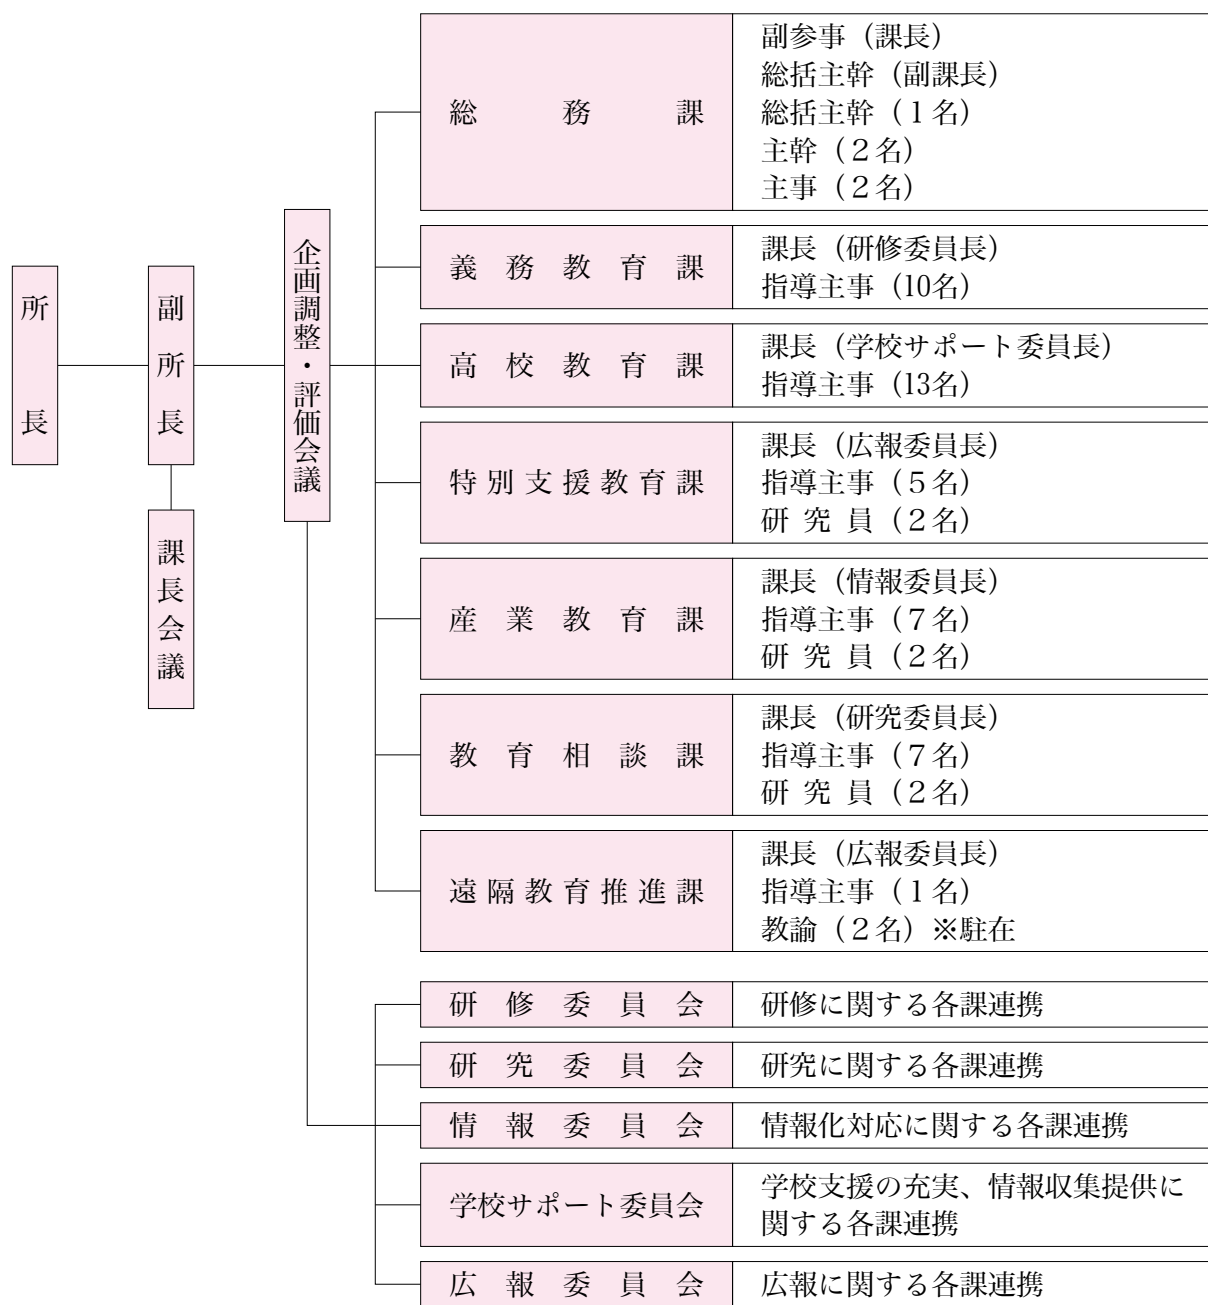 所長
副所長
課長会議
企画調整・評価会議
総務課
副参事（課長）
総括主幹（副課長）
総括主幹（１名）
主幹（２名）
主事（２名）
義務教育課
課長（研修委員長）
指導主事（10名）
高校教育課
課長（学校サポート委員長）
指導主事（13名）
特別支援教育課
課長（広報委員長）
指導主事（５名）
研究員（２名）
産業教育課
課長（情報委員長）
指導主事（７名）
研究員（２名）
教育相談課
課長（研究委員長）
指導主事（７名）
研究員（２名）
遠隔教育推進課
課長（広報委員長）
指導主事（１名）
教諭（２名）※駐在
研修委員会
研修に関する各課連携
研究委員会
研究に関する各課連携
情報委員会
情報化対応に関する各課連携
学校サポート委員会
学校支援の充実、情報収集提供に
関する各課連携
広報委員会
広報に関する各課連携